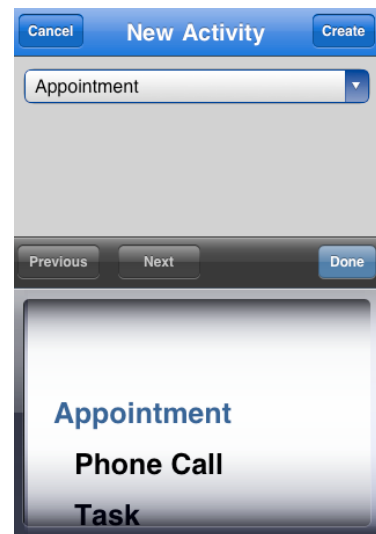 Cancel New Activity Create
Appointment
Previous Next Done
Appointment
Phone Call
Task